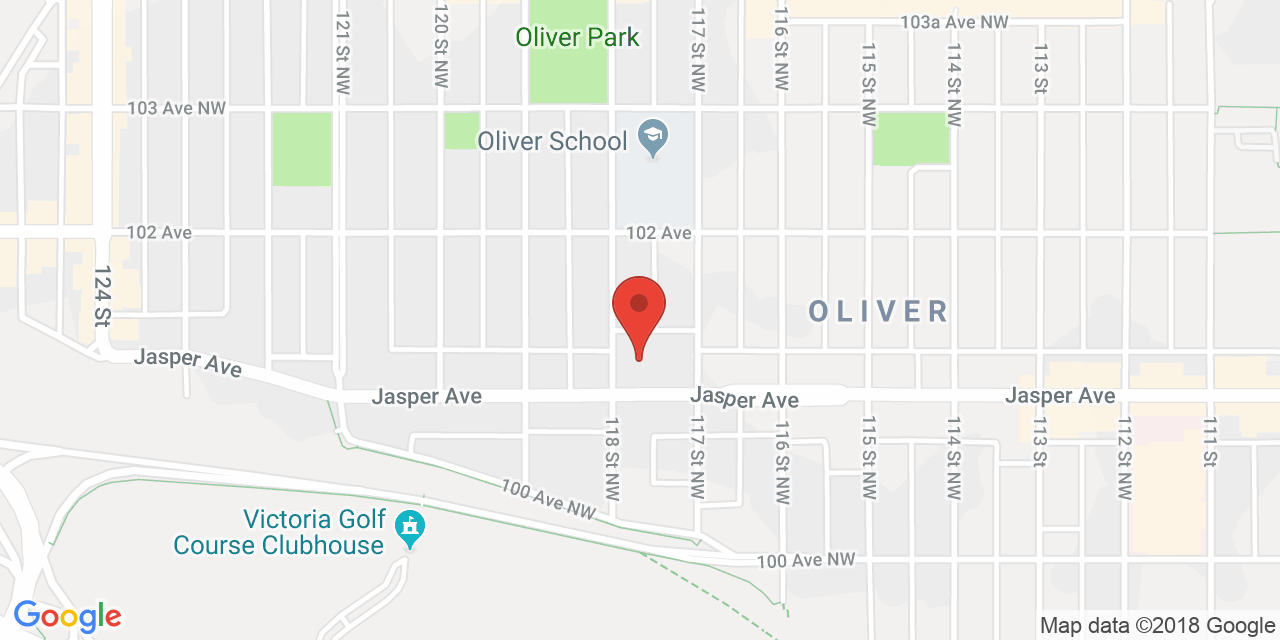 103a Ave NW
Oliver Park
121 St NW
120 St NW
117 St NW
116 St NW
115 St NW
114 St NW
113 St
103 Ave NW
Oliver School
102 Ave
102 Ave
124 St
OLIVER
Jasper Ave
Jasper Ave
Jasper Ave
Jasper Ave
118 St NW
117 St NW
116 St NW
115 St NW
114 St NW
113 St
112 St NW
111 St
100 Ave NW
Victoria Golf
Course Clubhouse
100 Ave NW
Google
Map data ©2018 Google